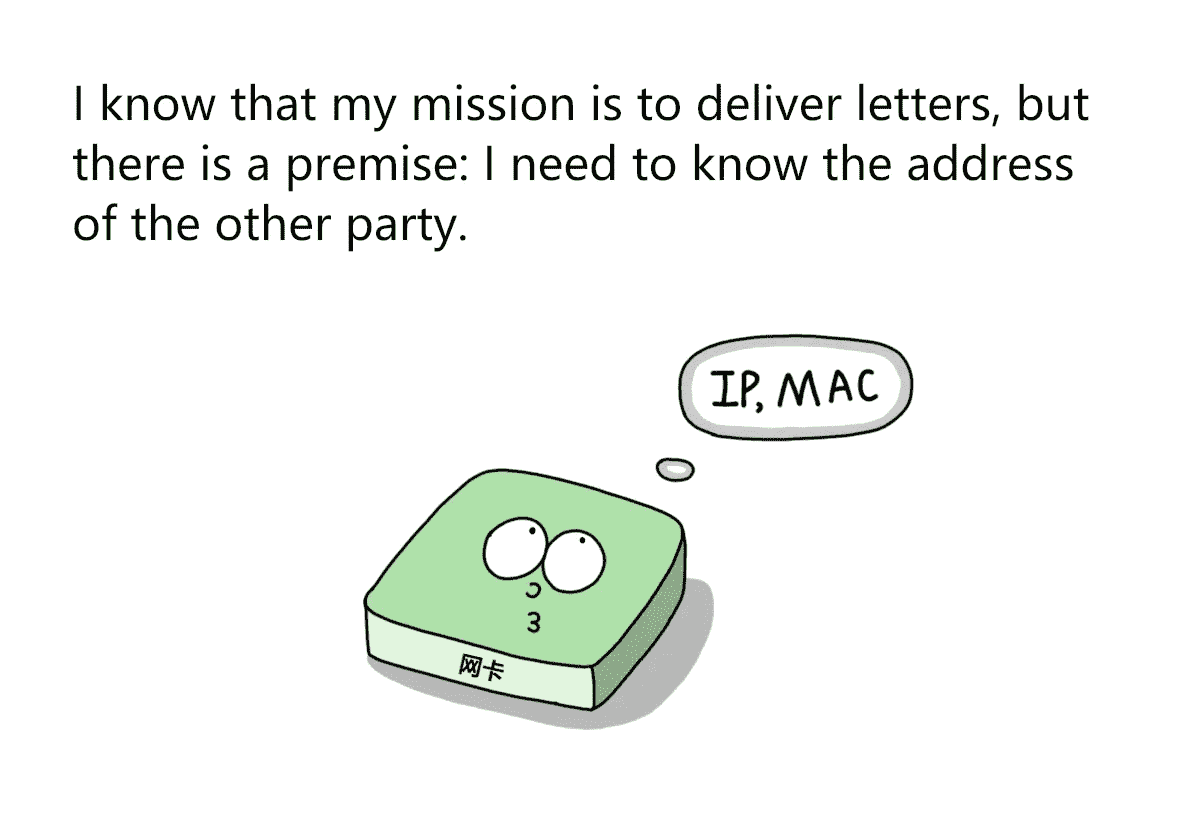 I know that my mission is to deliver letters, but
there is a premise: I need to know the address
of the other party.
IP, MAC
网卡